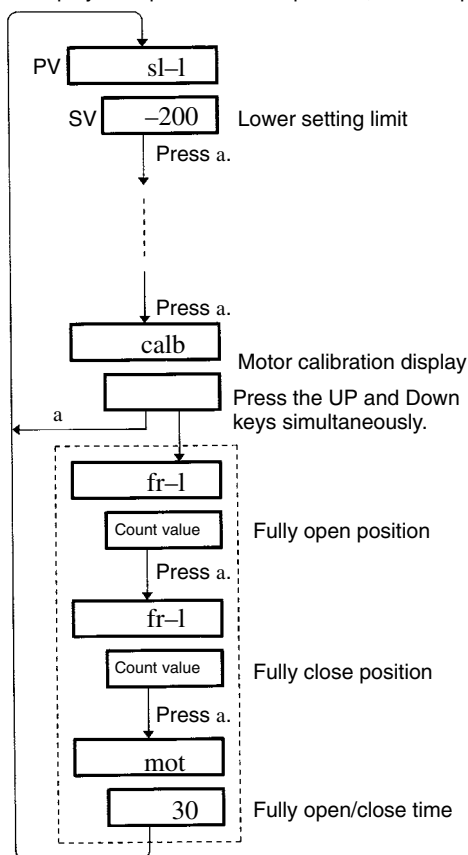 PV sl–l
SV –200 Lower setting limit
Press a.
Press a.
calb
Motor calibration display
Press the UP and Down
keys simultaneously.
a
fr–l
Count value Fully open position
Press a.
fr–l
Count value Fully close position
Press a.
mot
30 Fully open/close time